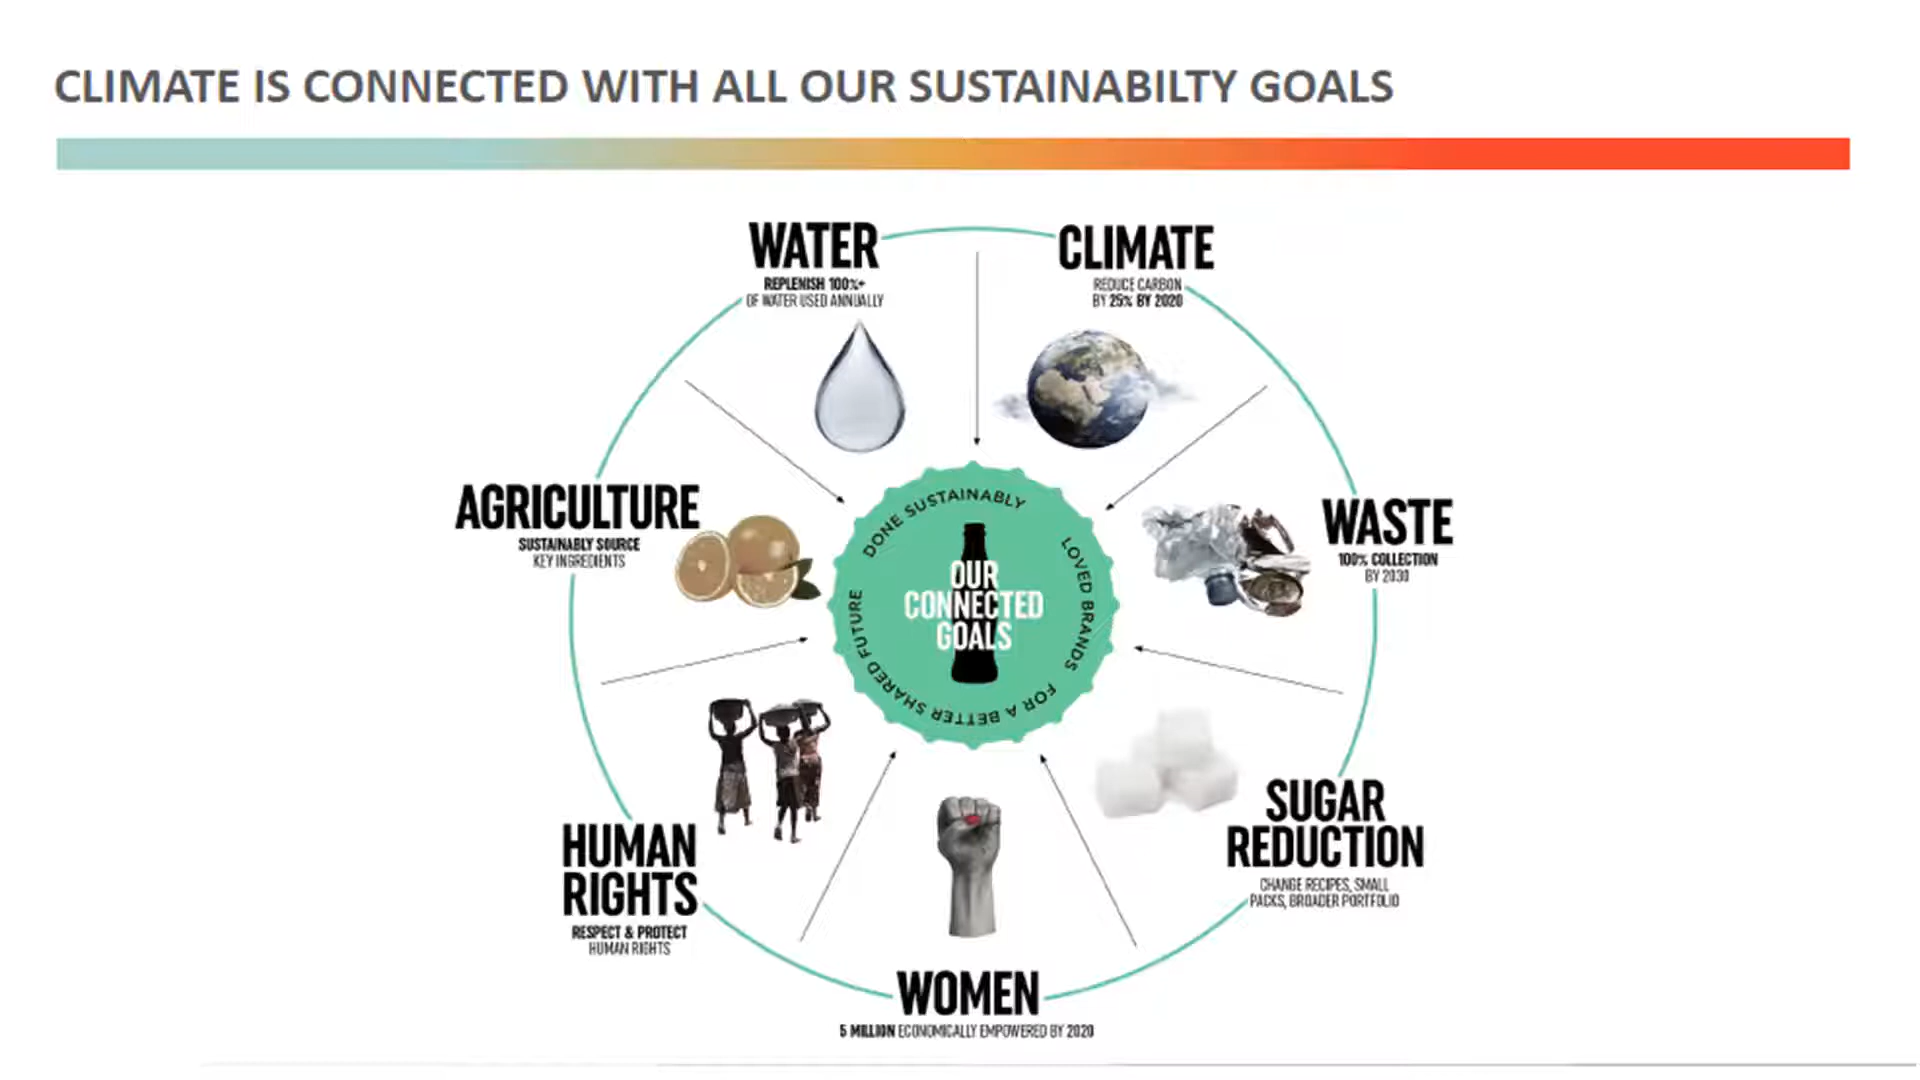 CLIMATE IS CONNECTED WITH ALL OUR SUSTAINABILTY GOALS
WATER
REPLENISH 100%+
OF WATER USED ANNUALLY
CLIMATE
REDUCE CARBON
BY 25% BY 2020
AGRICULTURE
SUSTAINABLY SOURCE
KEY INGREDIENTS
WASTE
100% COLLECTION
BY 2030
DONE SUSTAINABLY
LOVED BRANDS
FOR A BETTER SHARED FUTURE
OUR
CONNECTED
GOALS
HUMAN
RIGHTS
RESPECT & PROTECT
HUMAN RIGHTS
SUGAR
REDUCTION
CHANGE RECIPES, SMALL
PACKS, BROADER PORTFOLIO
WOMEN
5 MILLION ECONOMICALLY EMPOWERED BY 2020